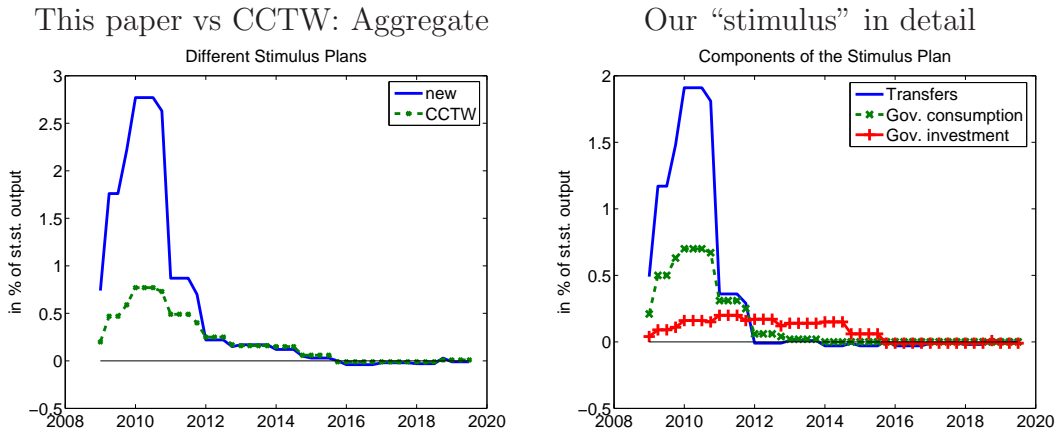 This paper vs CCTW: Aggregate
Different Stimulus Plans
new
CCTW
in % of st.st. output
3
2.5
2
1.5
1
0.5
0
−0.5
2008 2010 2012 2014 2016 2018 2020
Our “stimulus” in detail
Components of the Stimulus Plan
Transfers
Gov. consumption
Gov. investment
in % of st.st. output
2
1.5
1
0.5
0
−0.5
2008 2010 2012 2014 2016 2018 2020